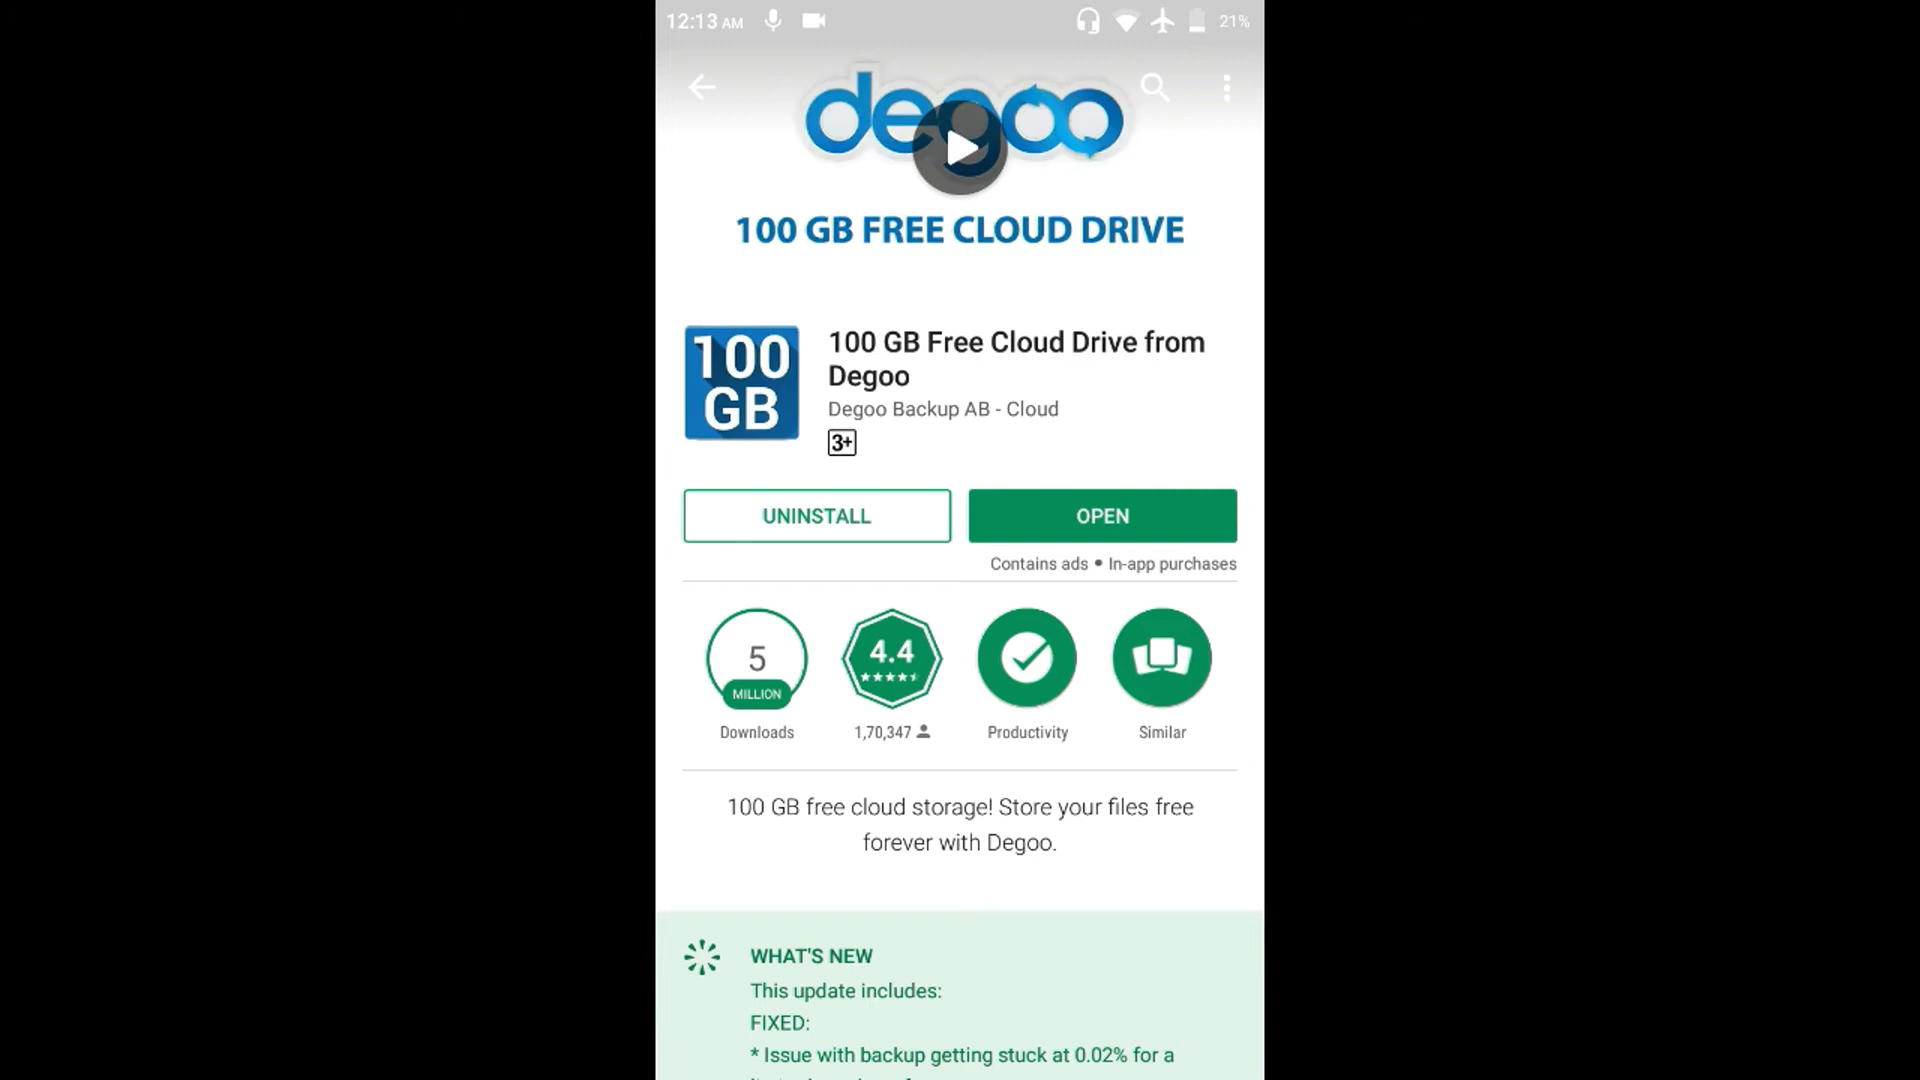 12:13 AM 21%
degoo
100 GB FREE CLOUD DRIVE
100
GB
100 GB Free Cloud Drive from
Degoo
Degoo Backup AB - Cloud
3+
UNINSTALL OPEN
Contains ads • In-app purchases
5
MILLION
4.4
Downloads 1,70,347 Productivity Similar
100 GB free cloud storage! Store your files free
forever with Degoo.
WHAT'S NEW
This update includes:
FIXED:
* Issue with backup getting stuck at 0.02% for a